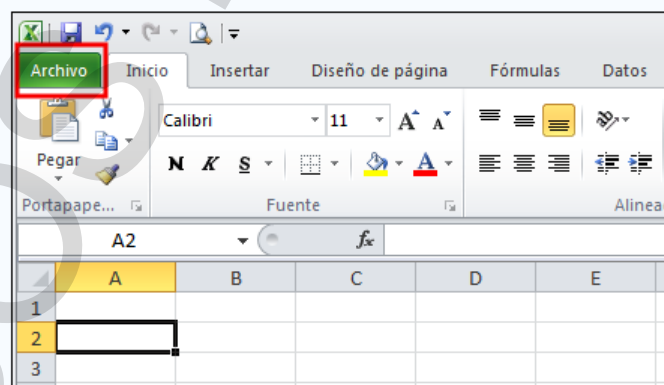 Archivo Inicio Insertar Diseño de página Fórmulas Datos
Calibri 11 A A
Pegar N K S A
Portapape... Fuente Alinea
A2 fx
A B C D E
1
2
3